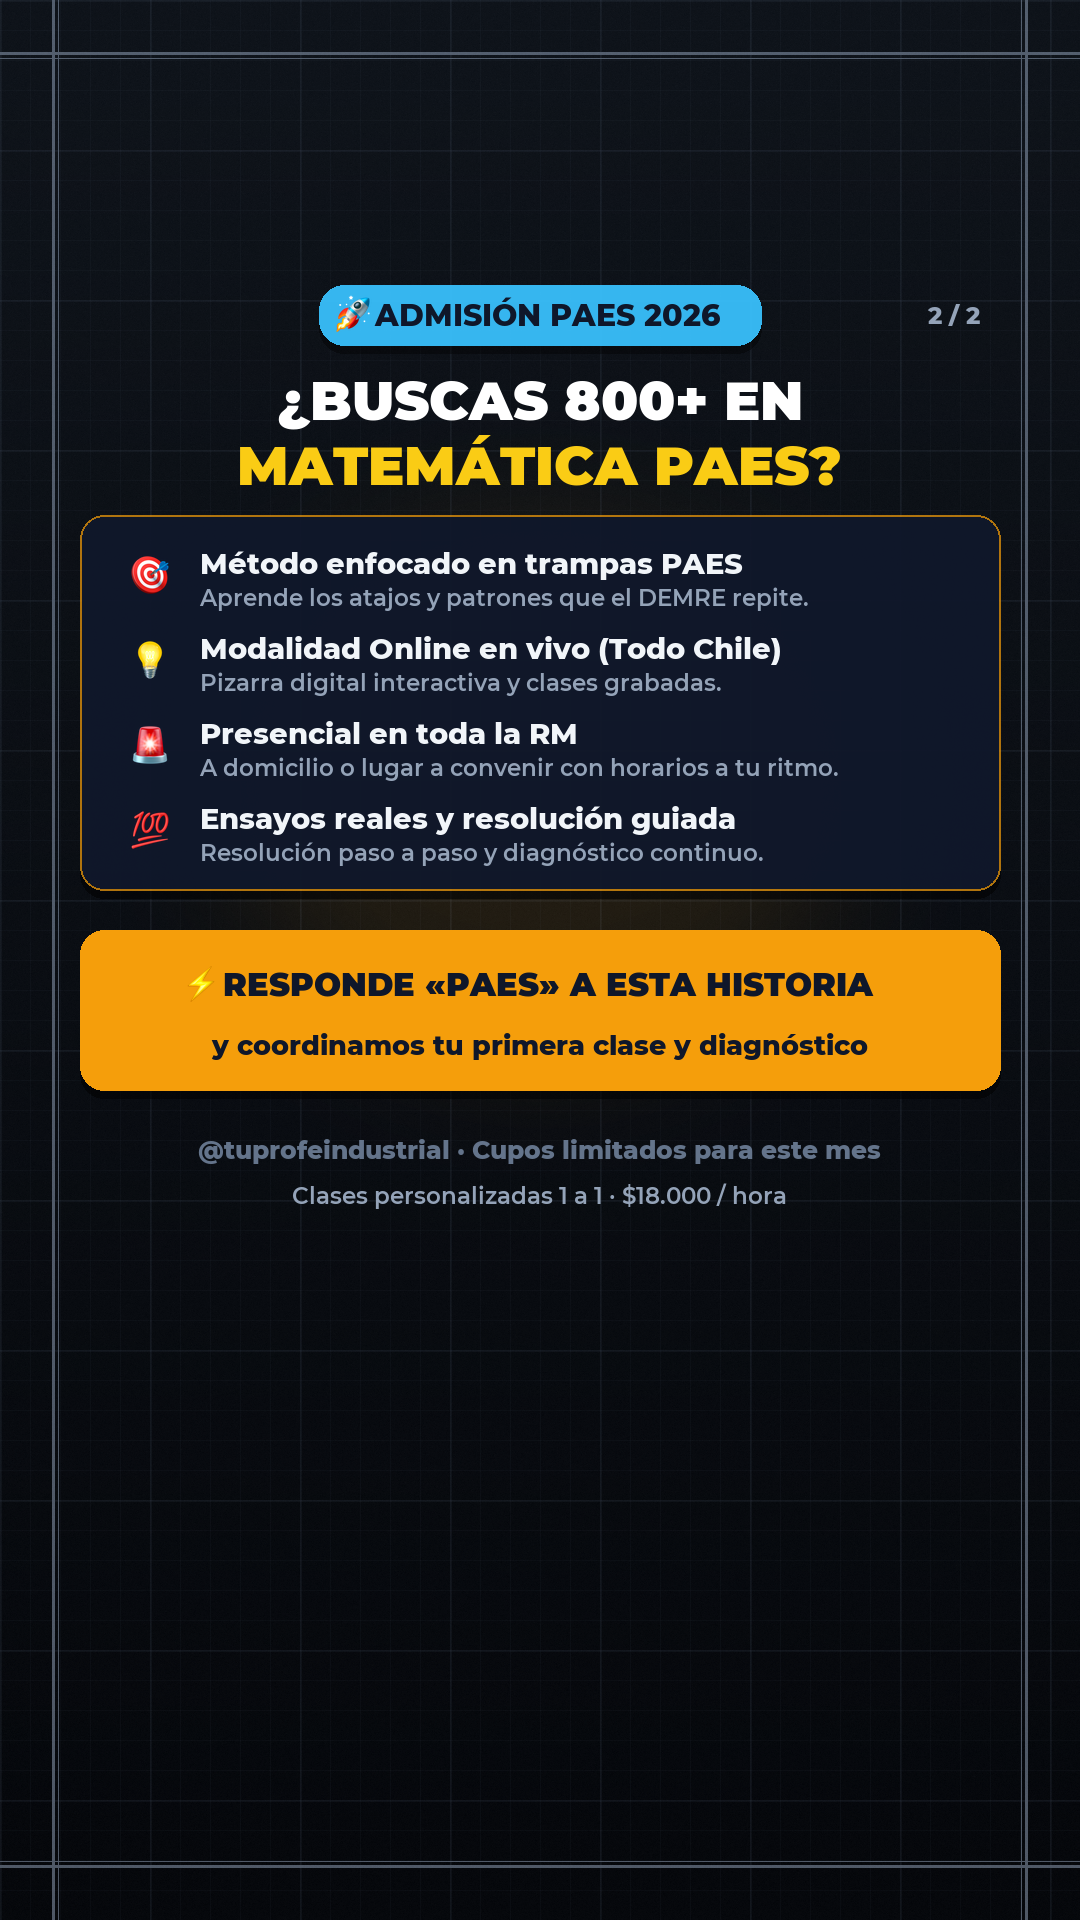 🚀 ADMISIÓN PAES 2026
2 / 2
¿BUSCAS 800+ EN
MATEMÁTICA PAES?
🎯 Método enfocado en trampas PAES
Aprende los atajos y patrones que el DEMRE repite.
💡 Modalidad Online en vivo (Todo Chile)
Pizarra digital interactiva y clases grabadas.
🚨 Presencial en toda la RM
A domicilio o lugar a convenir con horarios a tu ritmo.
💯 Ensayos reales y resolución guiada
Resolución paso a paso y diagnóstico continuo.
⚡ RESPONDE «PAES» A ESTA HISTORIA
y coordinamos tu primera clase y diagnóstico
@tuprofeindustrial · Cupos limitados para este mes
Clases personalizadas 1 a 1 · $18.000 / hora